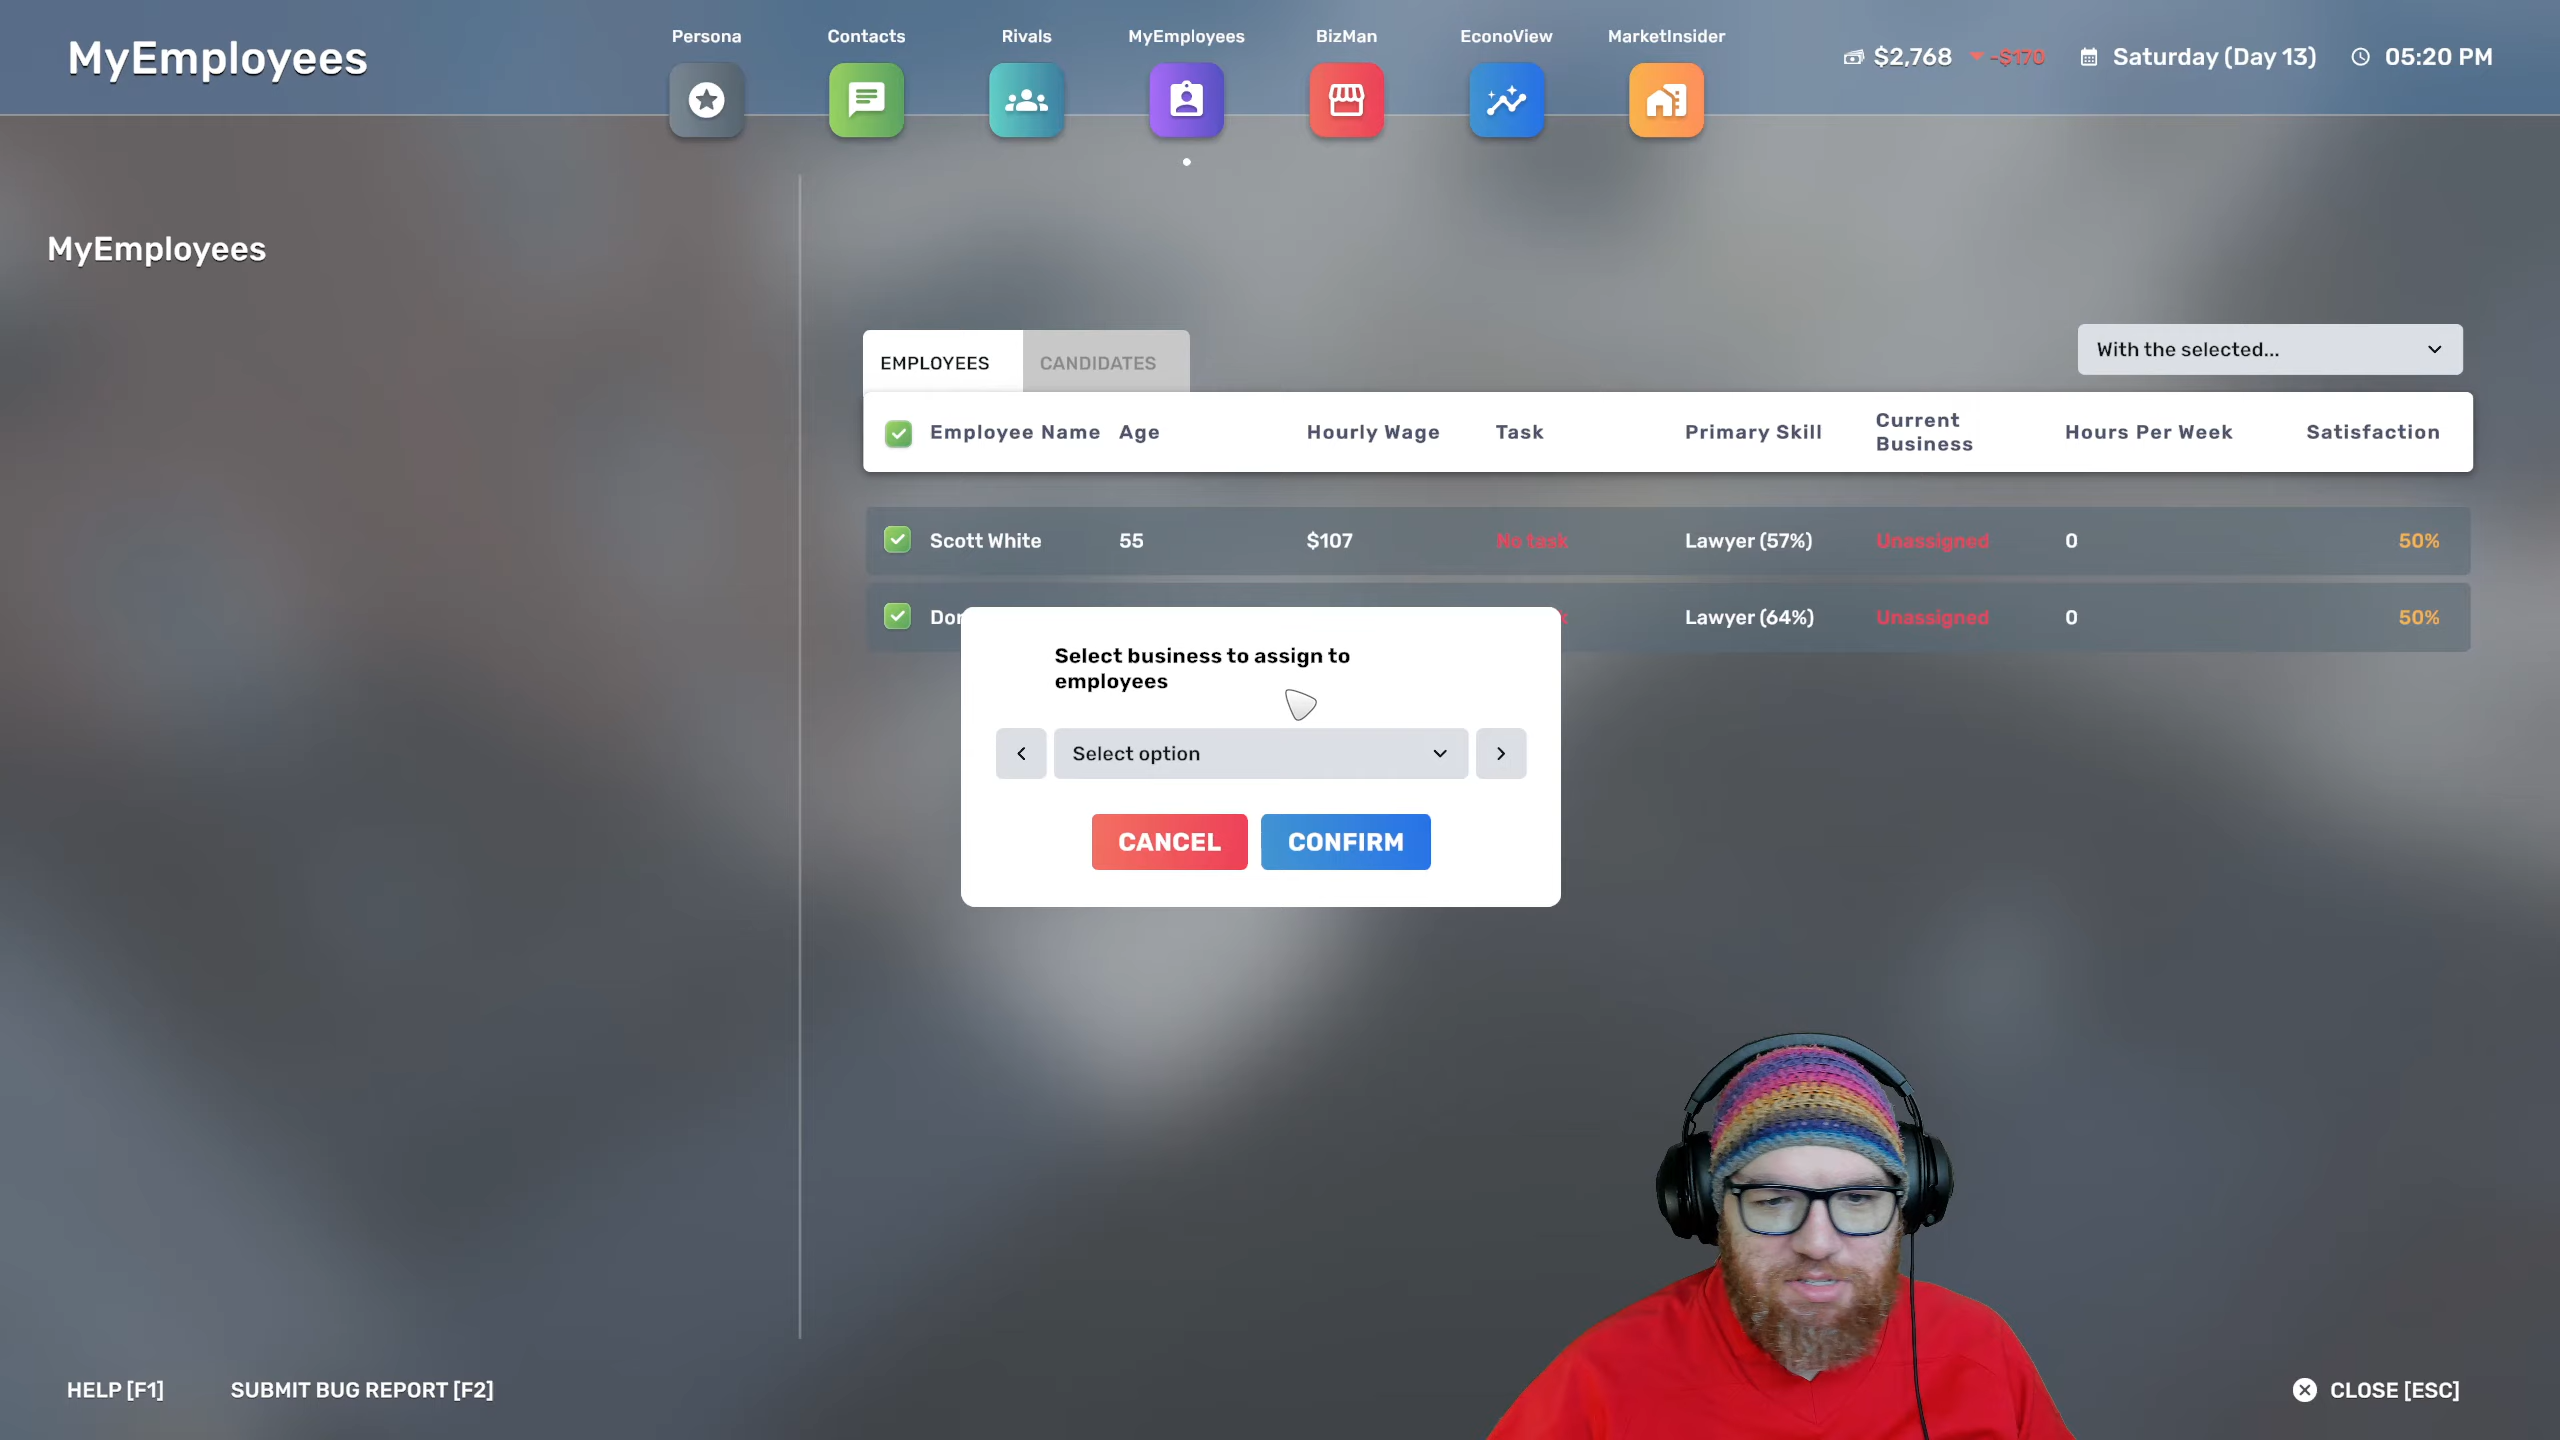 MyEmployees
Persona
Contacts
Rivals
MyEmployees
BizMan
EconoView
MarketInsider
$2,768
-$170
Saturday (Day 13)
05:20 PM
MyEmployees
EMPLOYEES
CANDIDATES
With the selected...
Employee Name
Age
Hourly Wage
Task
Primary Skill
Current
Business
Hours Per Week
Satisfaction
Scott White
55
$107
No task
Lawyer (57%)
Unassigned
0
50%
Lawyer (64%)
Unassigned
0
50%
Select business to assign to
employees
Select option
CANCEL
CONFIRM
HELP [F1]
SUBMIT BUG REPORT [F2]
CLOSE [ESC]